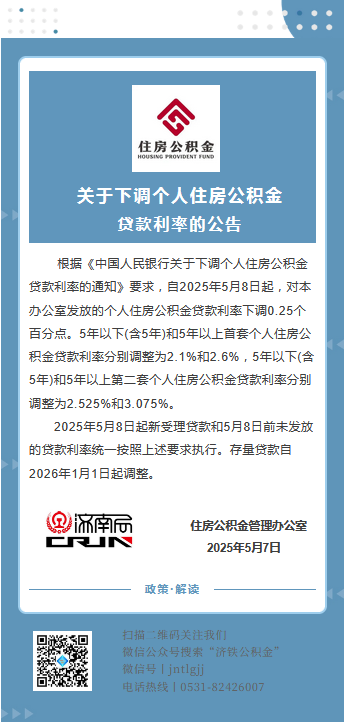 住房公积金
HOUSING PROVIDENT FUND
关于下调个人住房公积金
贷款利率的公告
根据《中国人民银行关于下调个人住房公积金
贷款利率的通知》要求，自2025年5月8日起，对本
办公室发放的个人住房公积金贷款利率下调0.25个
百分点。5年以下(含5年)和5年以上首套个人住房公
积金贷款利率分别调整为2.1%和2.6%，5年以下(含
5年)和5年以上第二套个人住房公积金贷款利率分别
调整为2.525%和3.075%。
2025年5月8日起新受理贷款和5月8日前未发放
的贷款利率统一按照上述要求执行。存量贷款自
2026年1月1日起调整。
济南局
CRJN
住房公积金管理办公室
2025年5月7日
政策·解读
扫描二维码关注我们
微信公众号搜索“济铁公积金”
微信号丨jntlgjj
电话热线丨0531-82426007